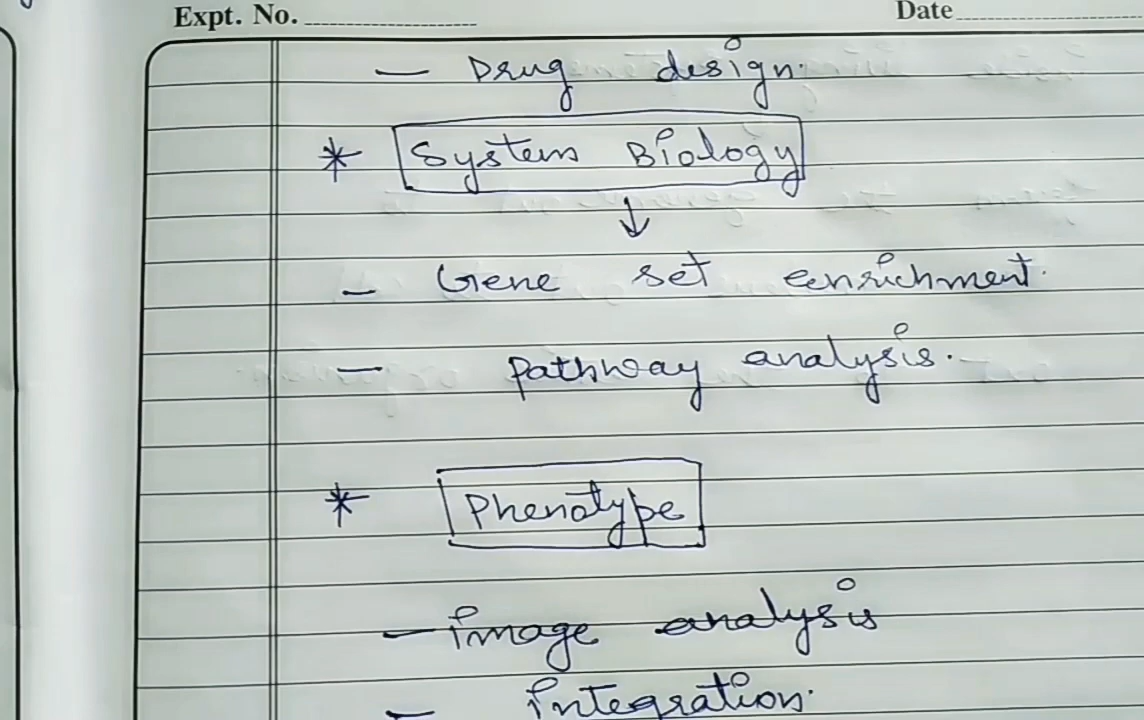 Expt. No. Date
- Drug design.
* System Biology
↓
- Gene set enrichment.
- Pathway analysis.
* Phenotype
- image analysis
- integration.